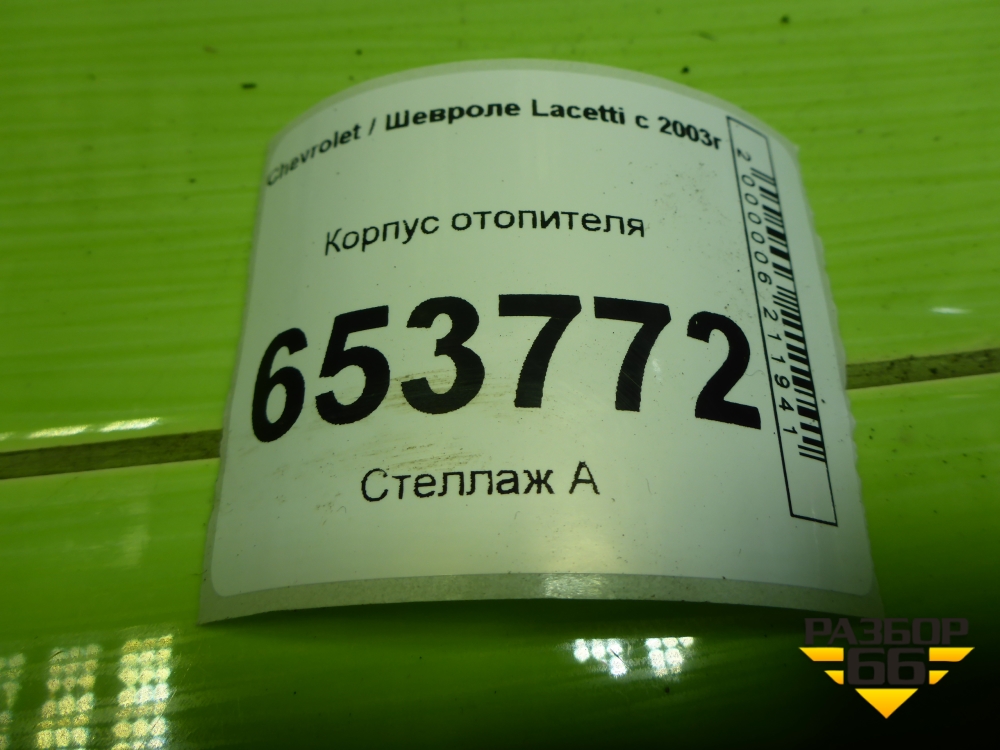 Chevrolet / Шевроле Lacetti с 2003г
Корпус отопителя
653772
Стеллаж А
2000006211941
РАЗБОР
66